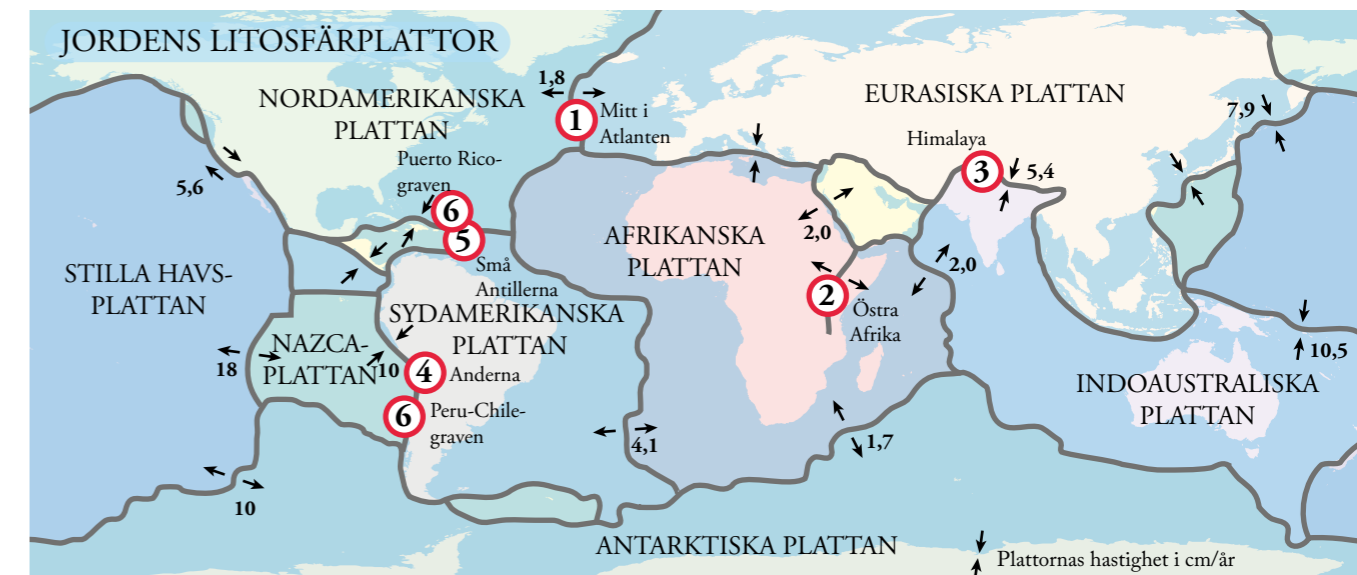 JORDENS LITOSFÄRPLATTOR
NORDAMERIKANSKA
PLATTAN
1,8
1
Mitt i
Atlanten
EURASISKA PLATTAN
7,9
Himalaya
3
5,4
5,6
Puerto Rico-
graven
6
5
Små
Antillerna
AFRIKANSKA
PLATTAN
2,0
2,0
2
Östra
Afrika
STILLA HAVS-
PLATTAN
SYDAMERIKANSKA
PLATTAN
NAZCA-
PLATTAN
18
10
4
Anderna
6
Peru-Chile-
graven
10,5
INDOAUSTRALISKA
PLATTAN
4,1
1,7
10
ANTARKTISKA PLATTAN
Plattornas hastighet i cm/år